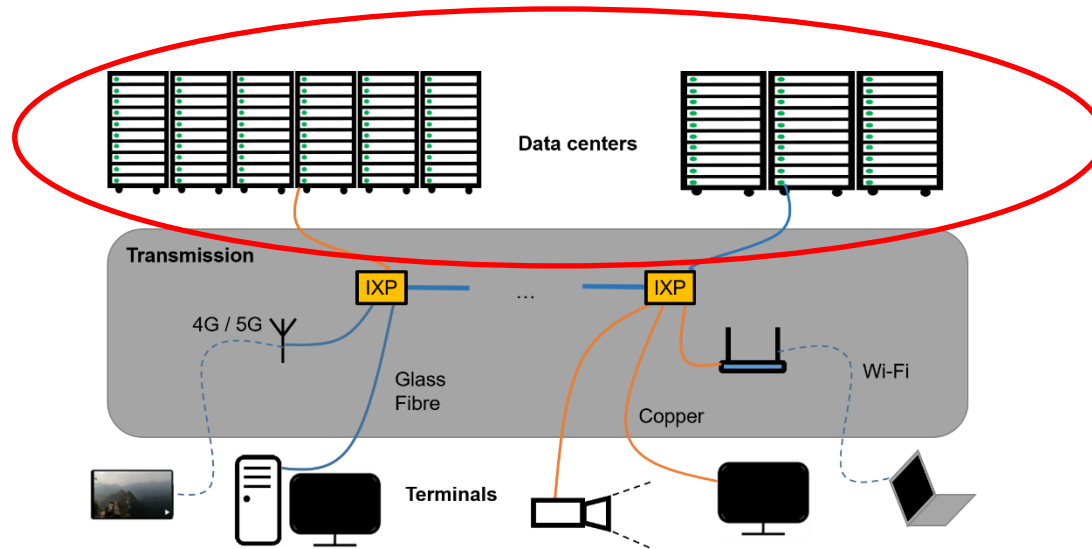 Data centers
Transmission
IXP
...
IXP
4G / 5G
Glass
Fibre
Copper
Wi-Fi
Terminals